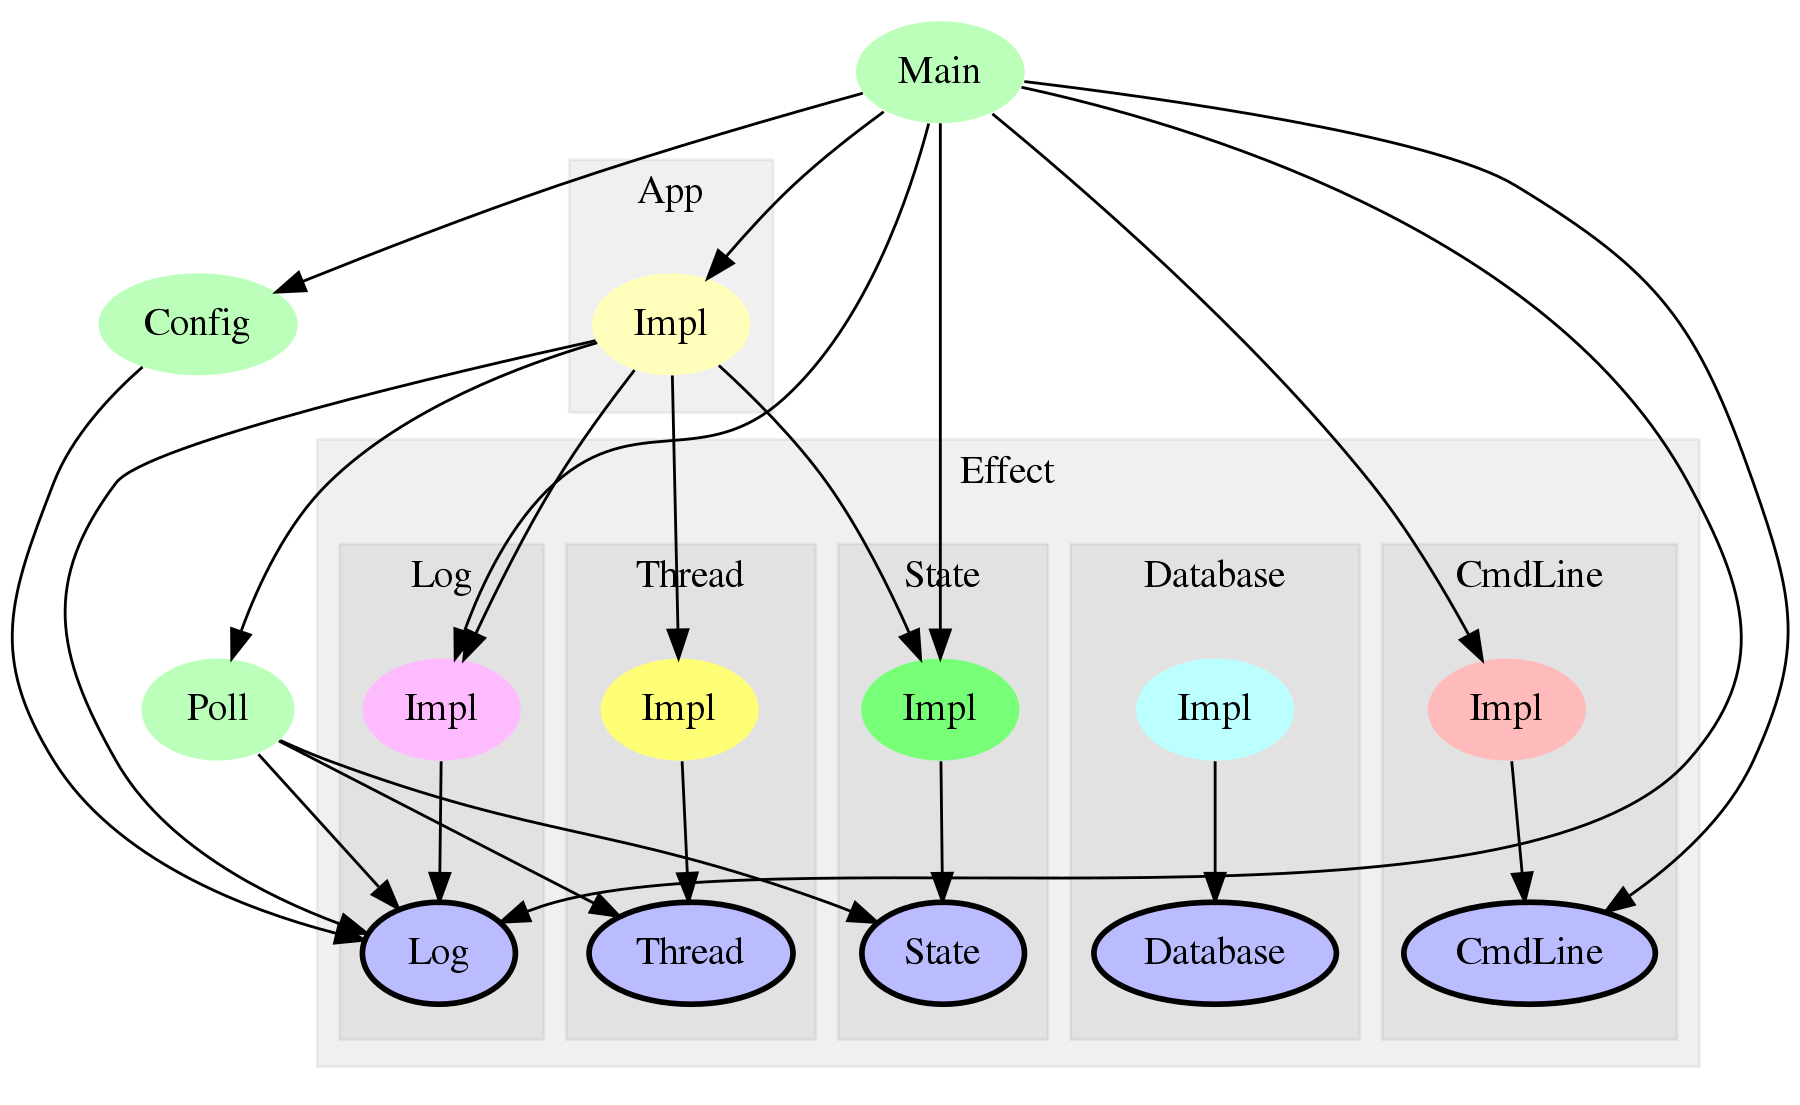 Main
App
Config
Impl
Effect
Log
Thread
State
Database
CmdLine
Poll
Impl
Impl
Impl
Impl
Impl
Log
Thread
State
Database
CmdLine